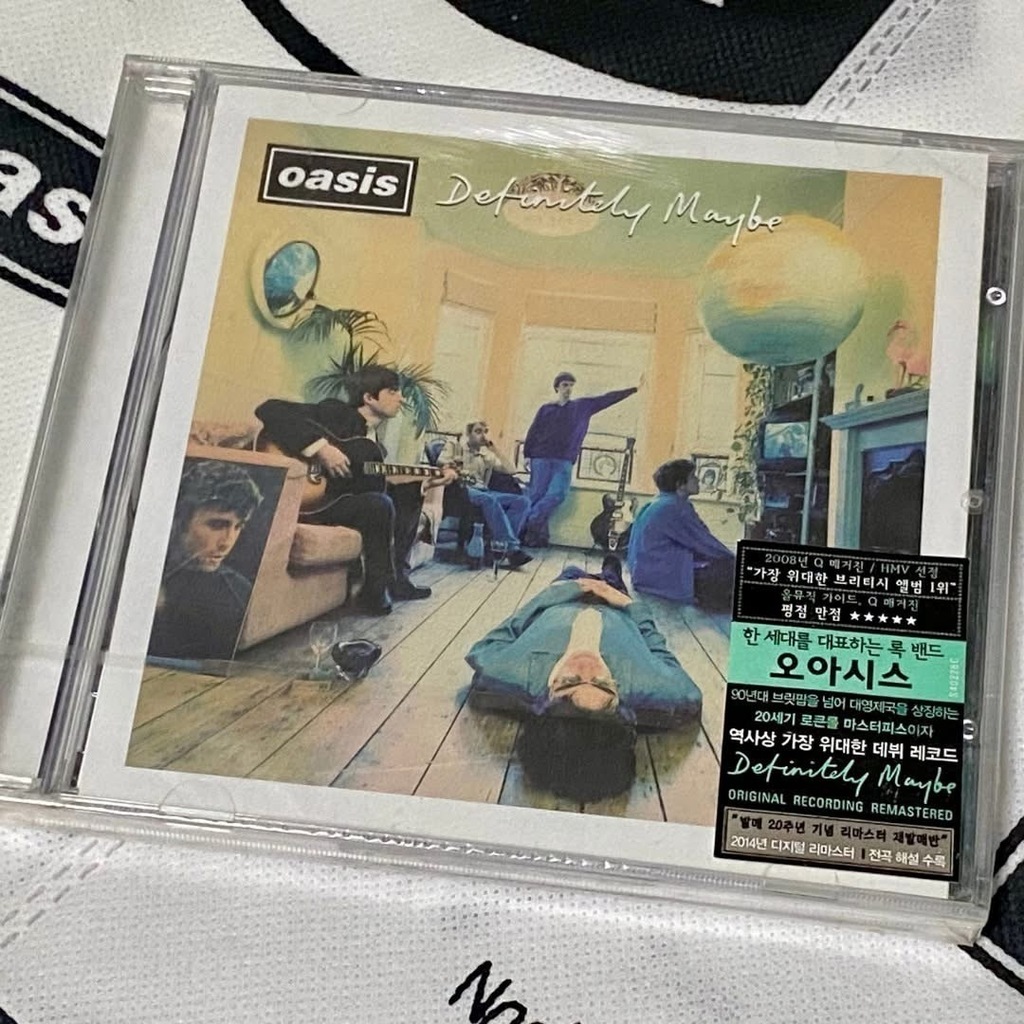 as
oasis
Definitely Maybe
2008년 Q 매거진 / HMV 선정
"가장 위대한 브리티시 앨범 1위"
올뮤직 가이드, Q 매거진
평점 만점 ★★★★★
한 세대를 대표하는 록 밴드
오아시스
S40226C
90년대 브릿팝을 넘어 대영제국을 상징하는
20세기 로큰롤 마스터피스이자
역사상 가장 위대한 데뷔 레코드
Definitely Maybe
ORIGINAL RECORDING REMASTERED
"발매 20주년 기념 리마스터 재발매반"
2014년 디지털 리마스터 | 전곡 해설 수록